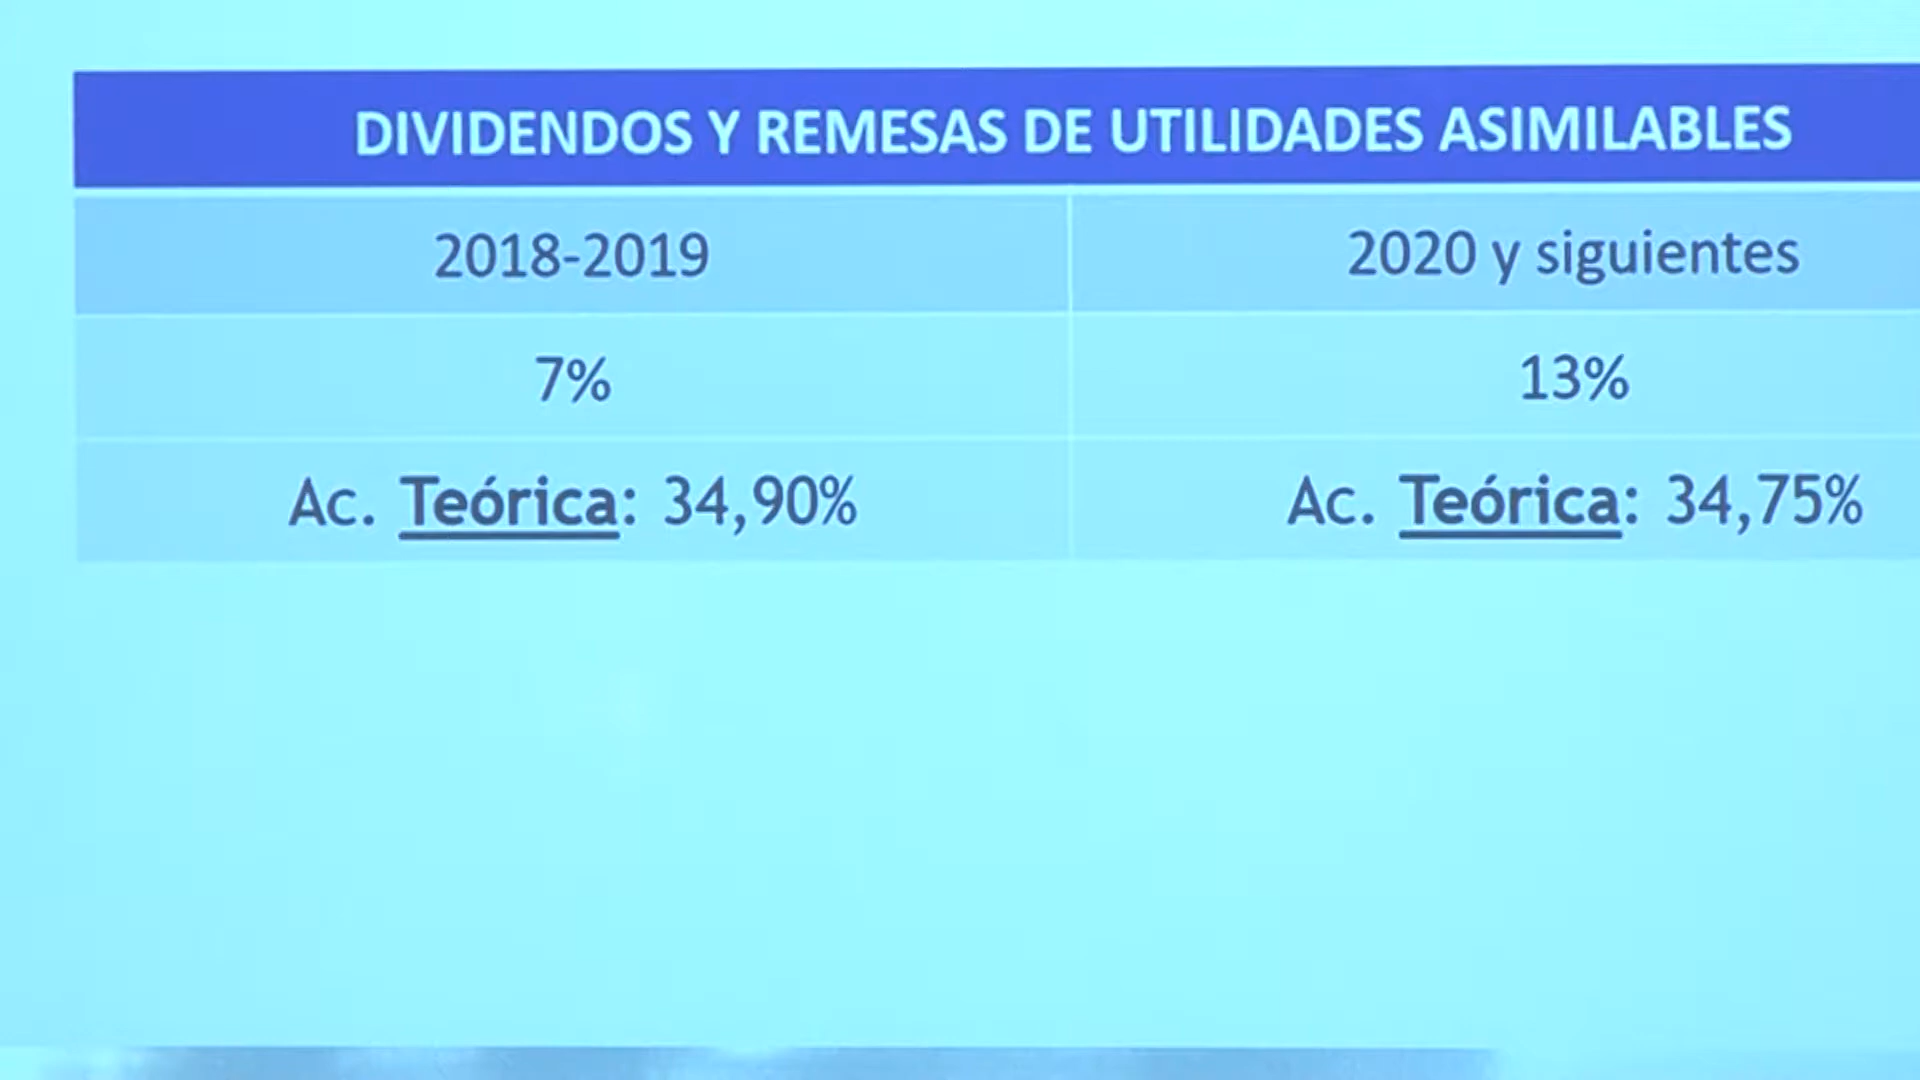 DIVIDENDOS Y REMESAS DE UTILIDADES ASIMILABLES
2018-2019
2020 y siguientes
7%
13%
Ac. Teórica: 34,90%
Ac. Teórica: 34,75%